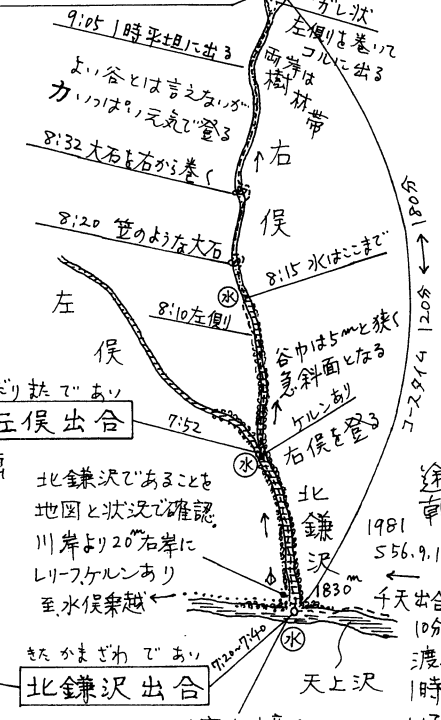 ガレ状
左側を巻いて
コルに出る
両岸は
樹林帯
9:05 1時平坦に出る
よい谷とは言えないが
力いっぱい元気で登る
8:32 大石を右から巻く
右俣
8:20 笠のような大石
8:15 水はここまで
水
8:10 左側
左俣
谷巾は5mと狭く
急斜面となる
ケルンあり
右俣を登る
コースタイム 120分 ←→ 180分
だりまたであい
左俣出合
7:52
水
北鎌沢であることを
地図と状況で確認。
川岸より20m右岸に
レリーフ、ケルンあり
至.水俣乗越
北鎌沢
1981
S56.9.1
1830m
千天出合
10分
渡
1時
水
きたかまざわであい
北鎌沢出合
7:20~7:40
天上沢